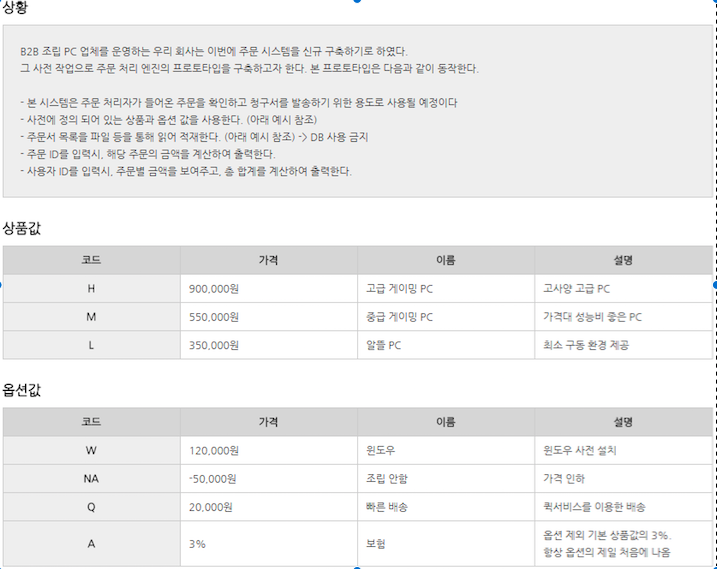 상황
B2B 조립 PC 업체를 운영하는 우리 회사는 이번에 주문 시스템을 신규 구축하기로 하였다.
그 사전 작업으로 주문 처리 엔진의 프로토타입을 구축하고자 한다. 본 프로토타입은 다음과 같이 동작한다.
- 본 시스템은 주문 처리자가 들어온 주문을 확인하고 청구서를 발송하기 위한 용도로 사용될 예정이다
- 사전에 정의 되어 있는 상품과 옵션 값을 사용한다. (아래 예시 참조)
- 주문서 목록을 파일 등을 통해 읽어 적재한다. (아래 예시 참조) -> DB 사용 금지
- 주문 ID를 입력시, 해당 주문의 금액을 계산하여 출력한다.
- 사용자 ID를 입력시, 주문별 금액을 보여주고, 총 합계를 계산하여 출력한다.
상품값
코드 가격 이름 설명
H 900,000원 고급 게이밍 PC 고사양 고급 PC
M 550,000원 중급 게이밍 PC 가격대 성능비 좋은 PC
L 350,000원 알뜰 PC 최소 구동 환경 제공
옵션값
코드 가격 이름 설명
W 120,000원 윈도우 윈도우 사전 설치
NA -50,000원 조립 안함 가격 인하
Q 20,000원 빠른 배송 퀵서비스를 이용한 배송
A 3% 보험 옵션 제외 기본 상품값의 3%.
항상 옵션의 제일 처음에 나옴